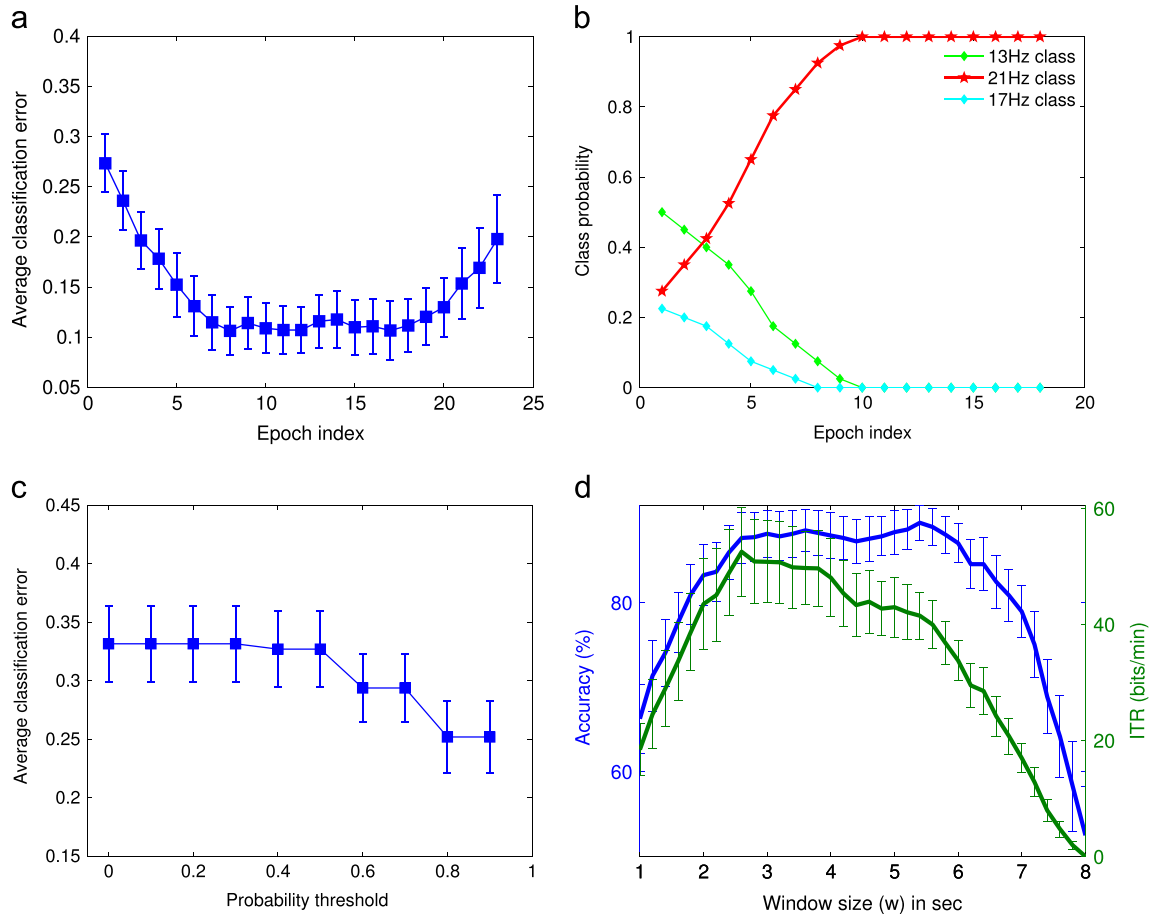 a
0.4
0.35
0.3
0.25
0.2
0.15
0.1
0.05
0 5 10 15 20 25
Average classification error
Epoch index
b
1
0.8
0.6
0.4
0.2
0
0 5 10 15 20
Class probability
Epoch index
13Hz class
21Hz class
17Hz class
c
0.45
0.4
0.35
0.3
0.25
0.2
0.15
0 0.2 0.4 0.6 0.8 1
Average classification error
Probability threshold
d
80
60
Accuracy (%)
60
40
20
0
ITR (bits/min)
1 2 3 4 5 6 7 8
Window size (w) in sec